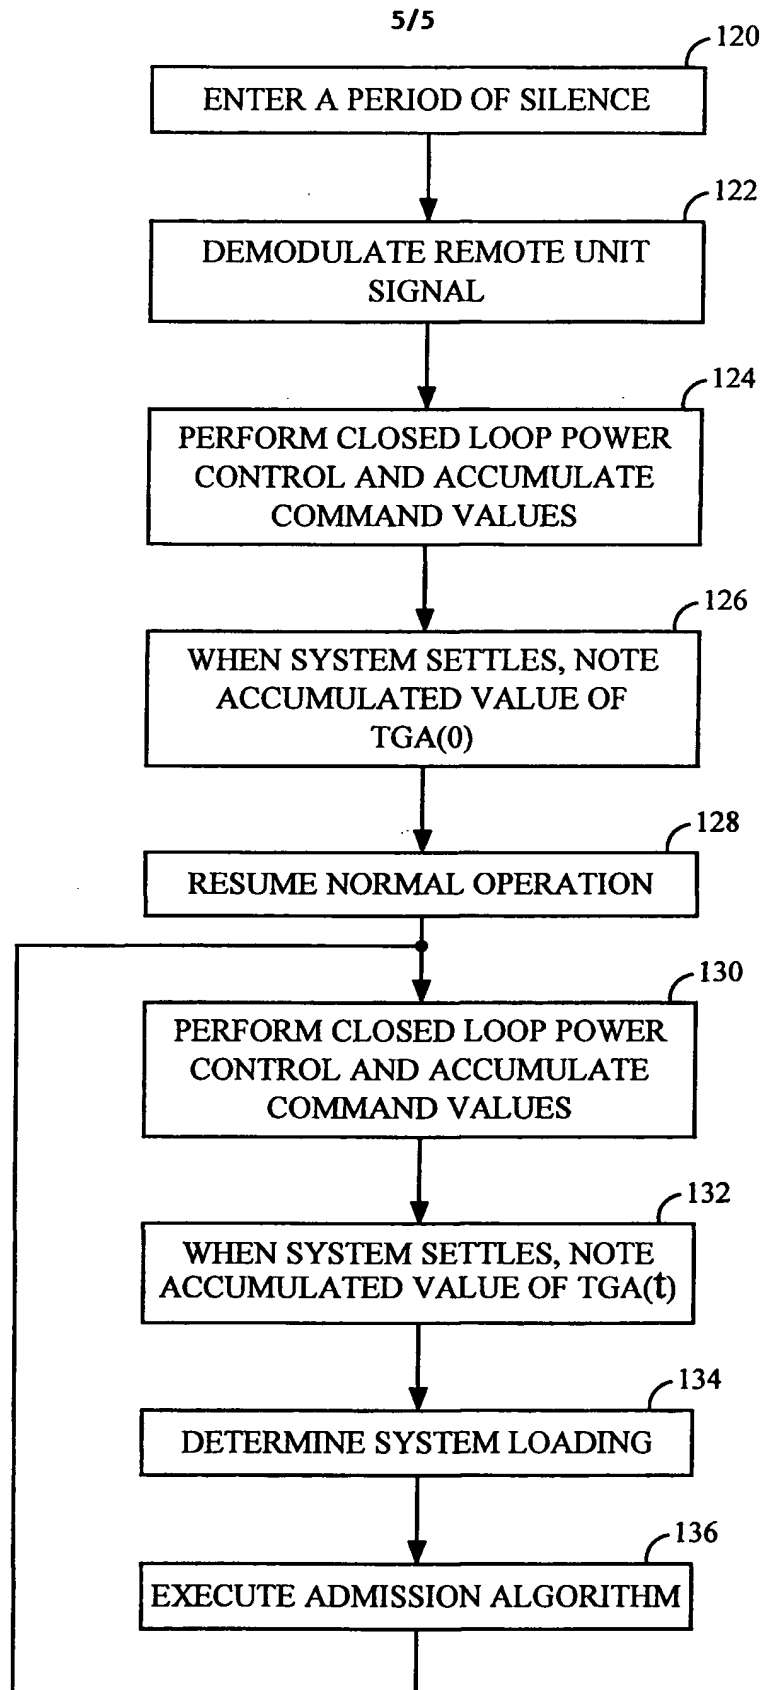 5/5
120
ENTER A PERIOD OF SILENCE
122
DEMODULATE REMOTE UNIT
SIGNAL
124
PERFORM CLOSED LOOP POWER
CONTROL AND ACCUMULATE
COMMAND VALUES
126
WHEN SYSTEM SETTLES, NOTE
ACCUMULATED VALUE OF
TGA(0)
128
RESUME NORMAL OPERATION
130
PERFORM CLOSED LOOP POWER
CONTROL AND ACCUMULATE
COMMAND VALUES
132
WHEN SYSTEM SETTLES, NOTE
ACCUMULATED VALUE OF TGA(t)
134
DETERMINE SYSTEM LOADING
136
EXECUTE ADMISSION ALGORITHM